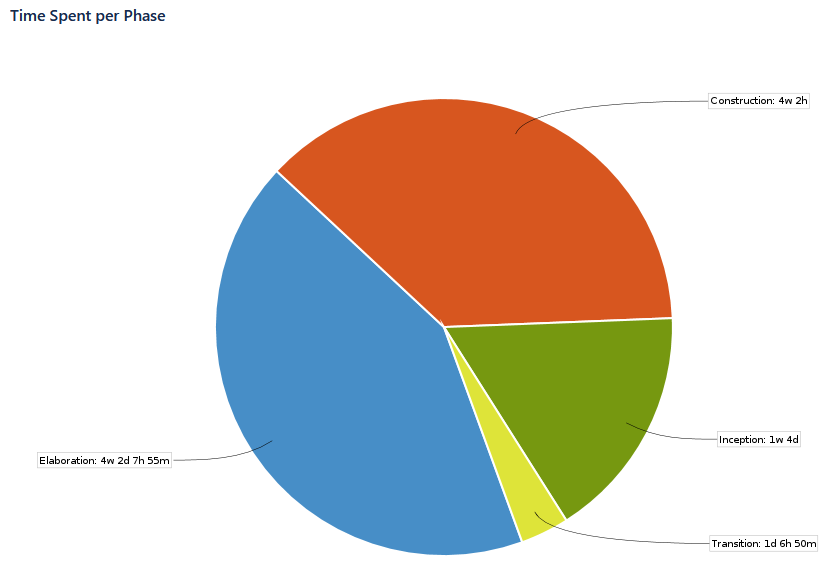 Time Spent per Phase
Construction: 4w 2h
Inception: 1w 4d
Elaboration: 4w 2d 7h 55m
Transition: 1d 6h 50m